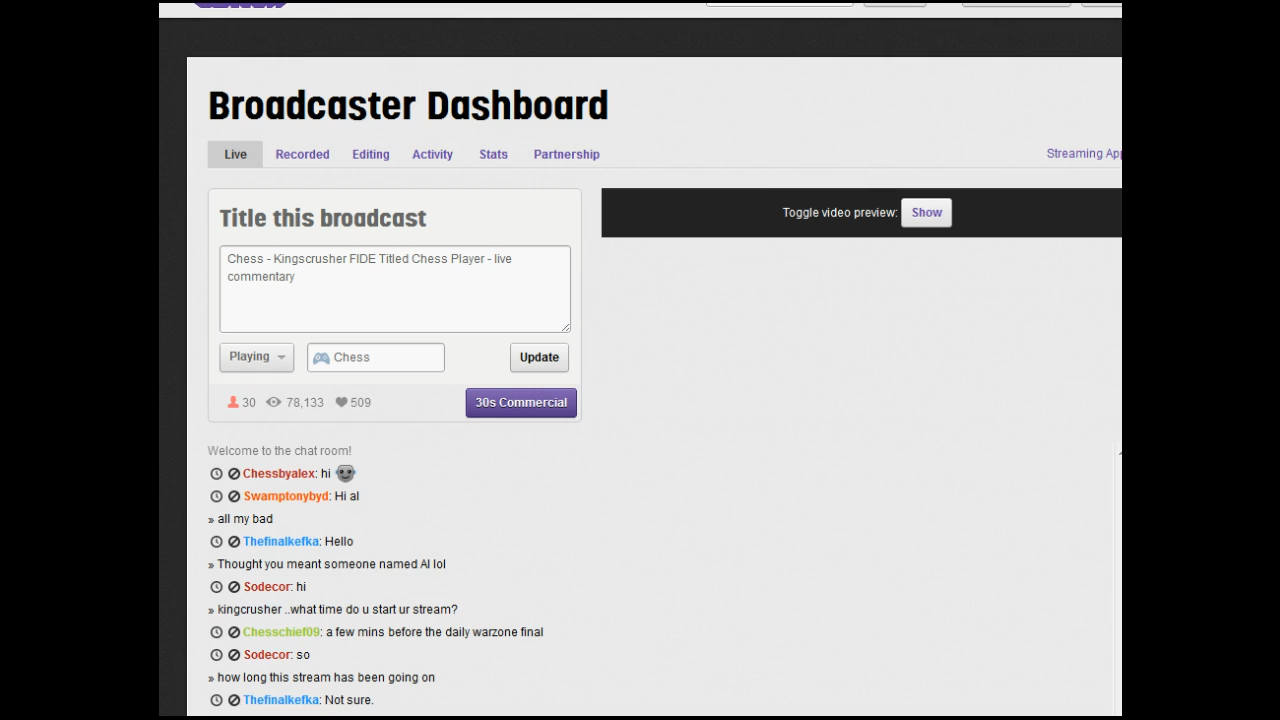 Broadcaster Dashboard
Live Recorded Editing Activity Stats Partnership
Streaming App
Title this broadcast
Toggle video preview: Show
Chess - Kingscrusher FIDE Titled Chess Player - live
commentary
Playing Chess Update
30 78,133 509 30s Commercial
Welcome to the chat room!
Chessbyalex: hi
Swamptonybyd: Hi al
» all my bad
Thefinalkefka: Hello
» Thought you meant someone named Al lol
Sodecor: hi
» kingcrusher ..what time do u start ur stream?
Chesschief09: a few mins before the daily warzone final
Sodecor: so
» how long this stream has been going on
Thefinalkefka: Not sure.